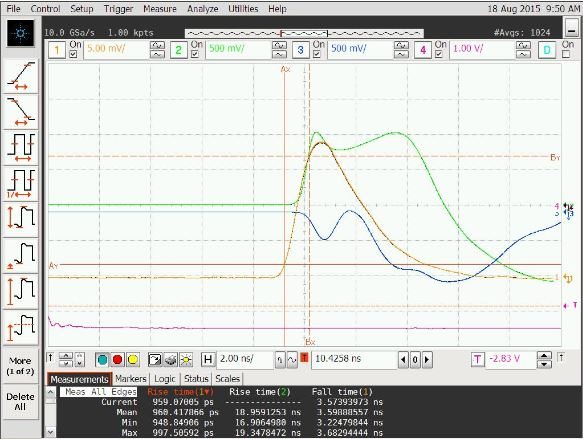 File Control Setup Trigger Measure Analyze Utilities Help 18 Aug 2015 9:50 AM
10.0 GSa/s 1.00 kpts #Avgs: 1024
1 On 5.00 mV/ 2 On 500 mV/ 3 On 500 mV/ 4 On 1.00 V/ On
Ax
By
4
3
Ay
1
T
Bx
More
(1 of 2)
Delete
All
H 2.00 ns/ T 10.4258 ns 0 T -2.83 V
Measurements Markers Logic Status Scales
Meas All Edges Rise time(1▼) Rise time(2) Fall time(1)
Current 959.07005 ps --------------- 3.57393973 ns
Mean 960.417866 ps 18.9591253 ns 3.59888557 ns
Min 948.84906 ps 16.9064980 ns 3.22479844 ns
Max 997.50592 ps 19.3478472 ns 3.68294444 ns